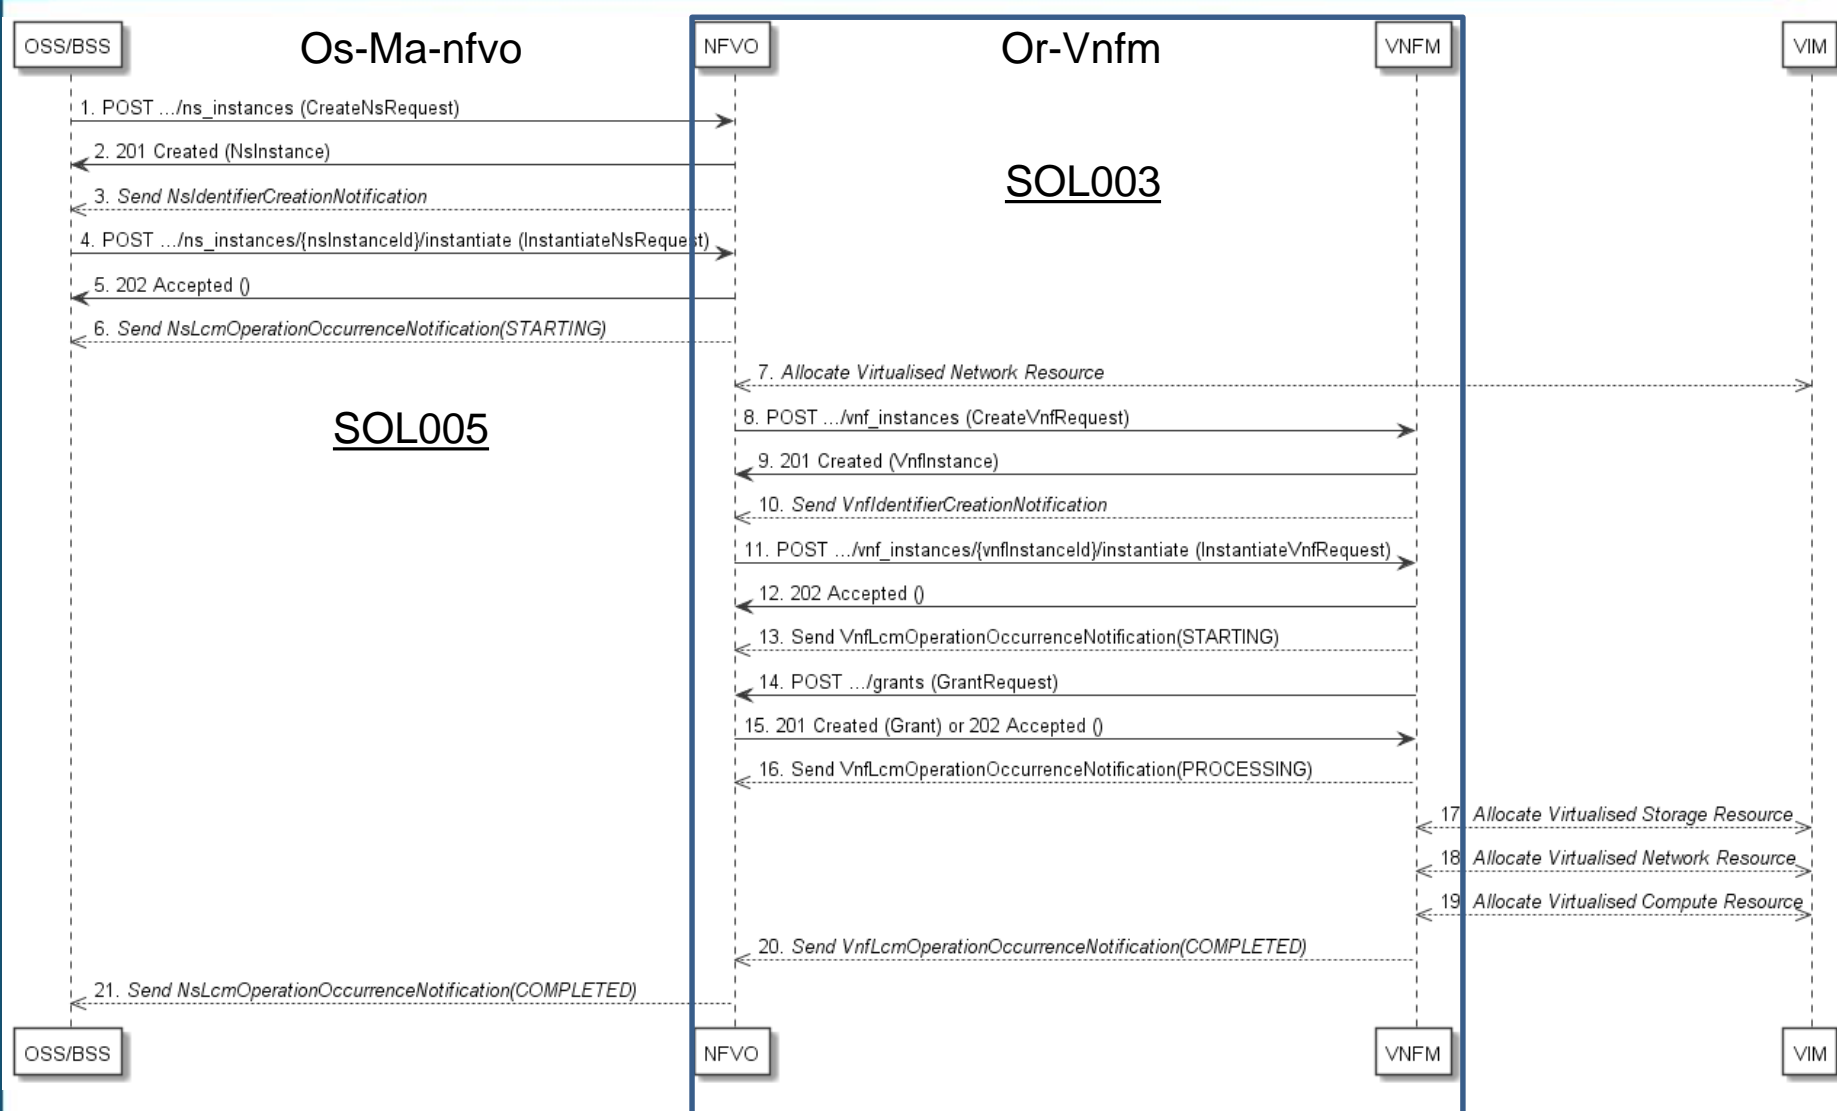 OSS/BSS
Os-Ma-nfvo
NFVO
Or-Vnfm
VNFM
VIM
1. POST .../ns_instances (CreateNsRequest)
2. 201 Created (NsInstance)
SOL003
3. Send NsIdentifierCreationNotification
4. POST .../ns_instances/{nsInstanceId}/instantiate (InstantiateNsRequest)
5. 202 Accepted ()
6. Send NsLcmOperationOccurrenceNotification(STARTING)
7. Allocate Virtualised Network Resource
SOL005
8. POST .../vnf_instances (CreateVnfRequest)
9. 201 Created (VnfInstance)
10. Send VnfIdentifierCreationNotification
11. POST .../vnf_instances/{vnfInstanceId}/instantiate (InstantiateVnfRequest)
12. 202 Accepted ()
13. Send VnfLcmOperationOccurrenceNotification(STARTING)
14. POST .../grants (GrantRequest)
15. 201 Created (Grant) or 202 Accepted ()
16. Send VnfLcmOperationOccurrenceNotification(PROCESSING)
17. Allocate Virtualised Storage Resource
18. Allocate Virtualised Network Resource
19. Allocate Virtualised Compute Resource
20. Send VnfLcmOperationOccurrenceNotification(COMPLETED)
21. Send NsLcmOperationOccurrenceNotification(COMPLETED)
OSS/BSS
NFVO
VNFM
VIM